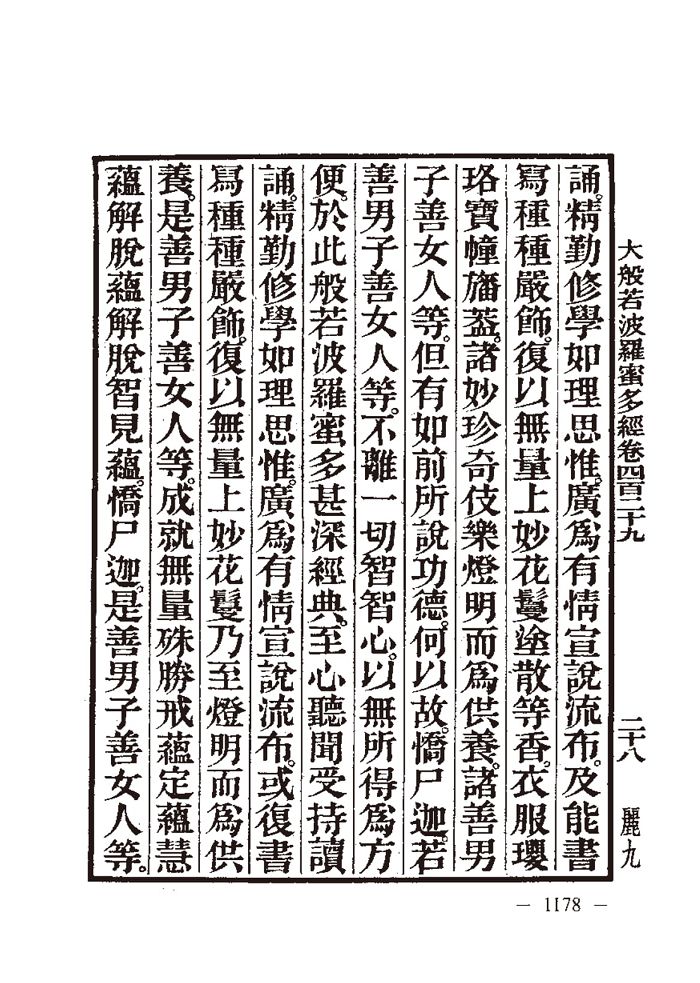 大般若波羅蜜多經卷四百二十九 二十八 麗九
誦。精勤修學如理思惟。廣爲有情宣說流布。及能書
寫種種嚴飾。復以無量上妙花鬘塗散等香。衣服瓔
珞寶幢旛蓋。諸妙珍奇伎樂燈明而爲供養。諸善男
子善女人等。但有如前所說功德。何以故。憍尸迦。若
善男子善女人等。不離一切智智心。以無所得爲方
便。於此般若波羅蜜多甚深經典。至心聽聞受持讀
誦。精勤修學如理思惟。廣爲有情宣說流布。或復書
寫種種嚴飾。復以無量上妙花鬘乃至燈明而爲供
養。是善男子善女人等。成就無量殊勝戒蘊定蘊慧
蘊解脫蘊解脫智見蘊。憍尸迦。是善男子善女人等。
— 1178 —